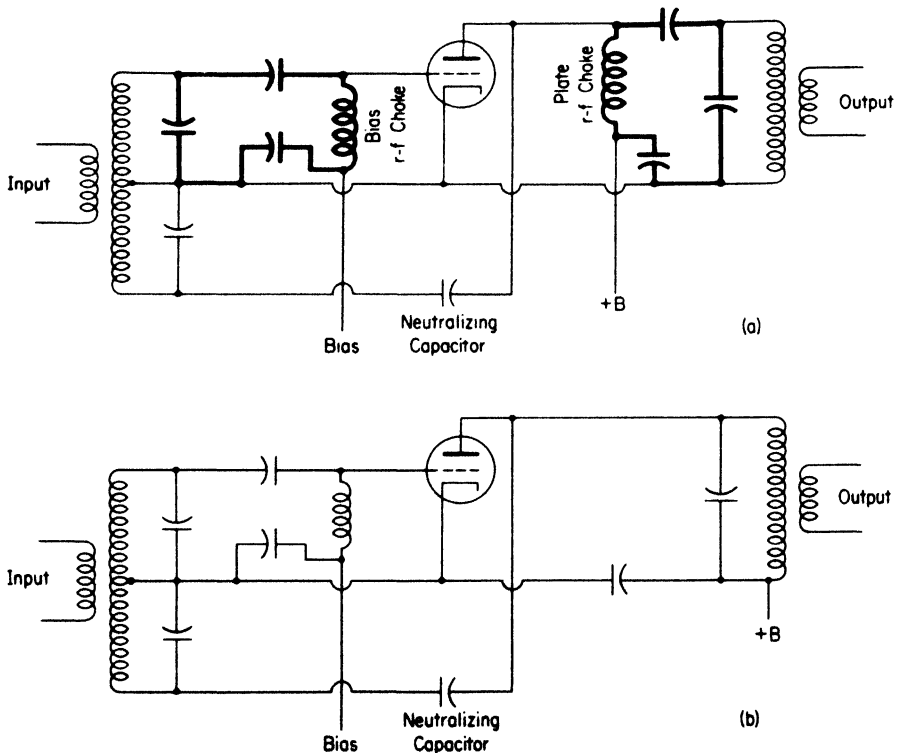 Input
Bias
r-f Choke
Plate
r-f Choke
Output
Neutralizing
Capacitor
Bias
+B
(a)
Input
Output
+B
Neutralizing
Capacitor
Bias
(b)